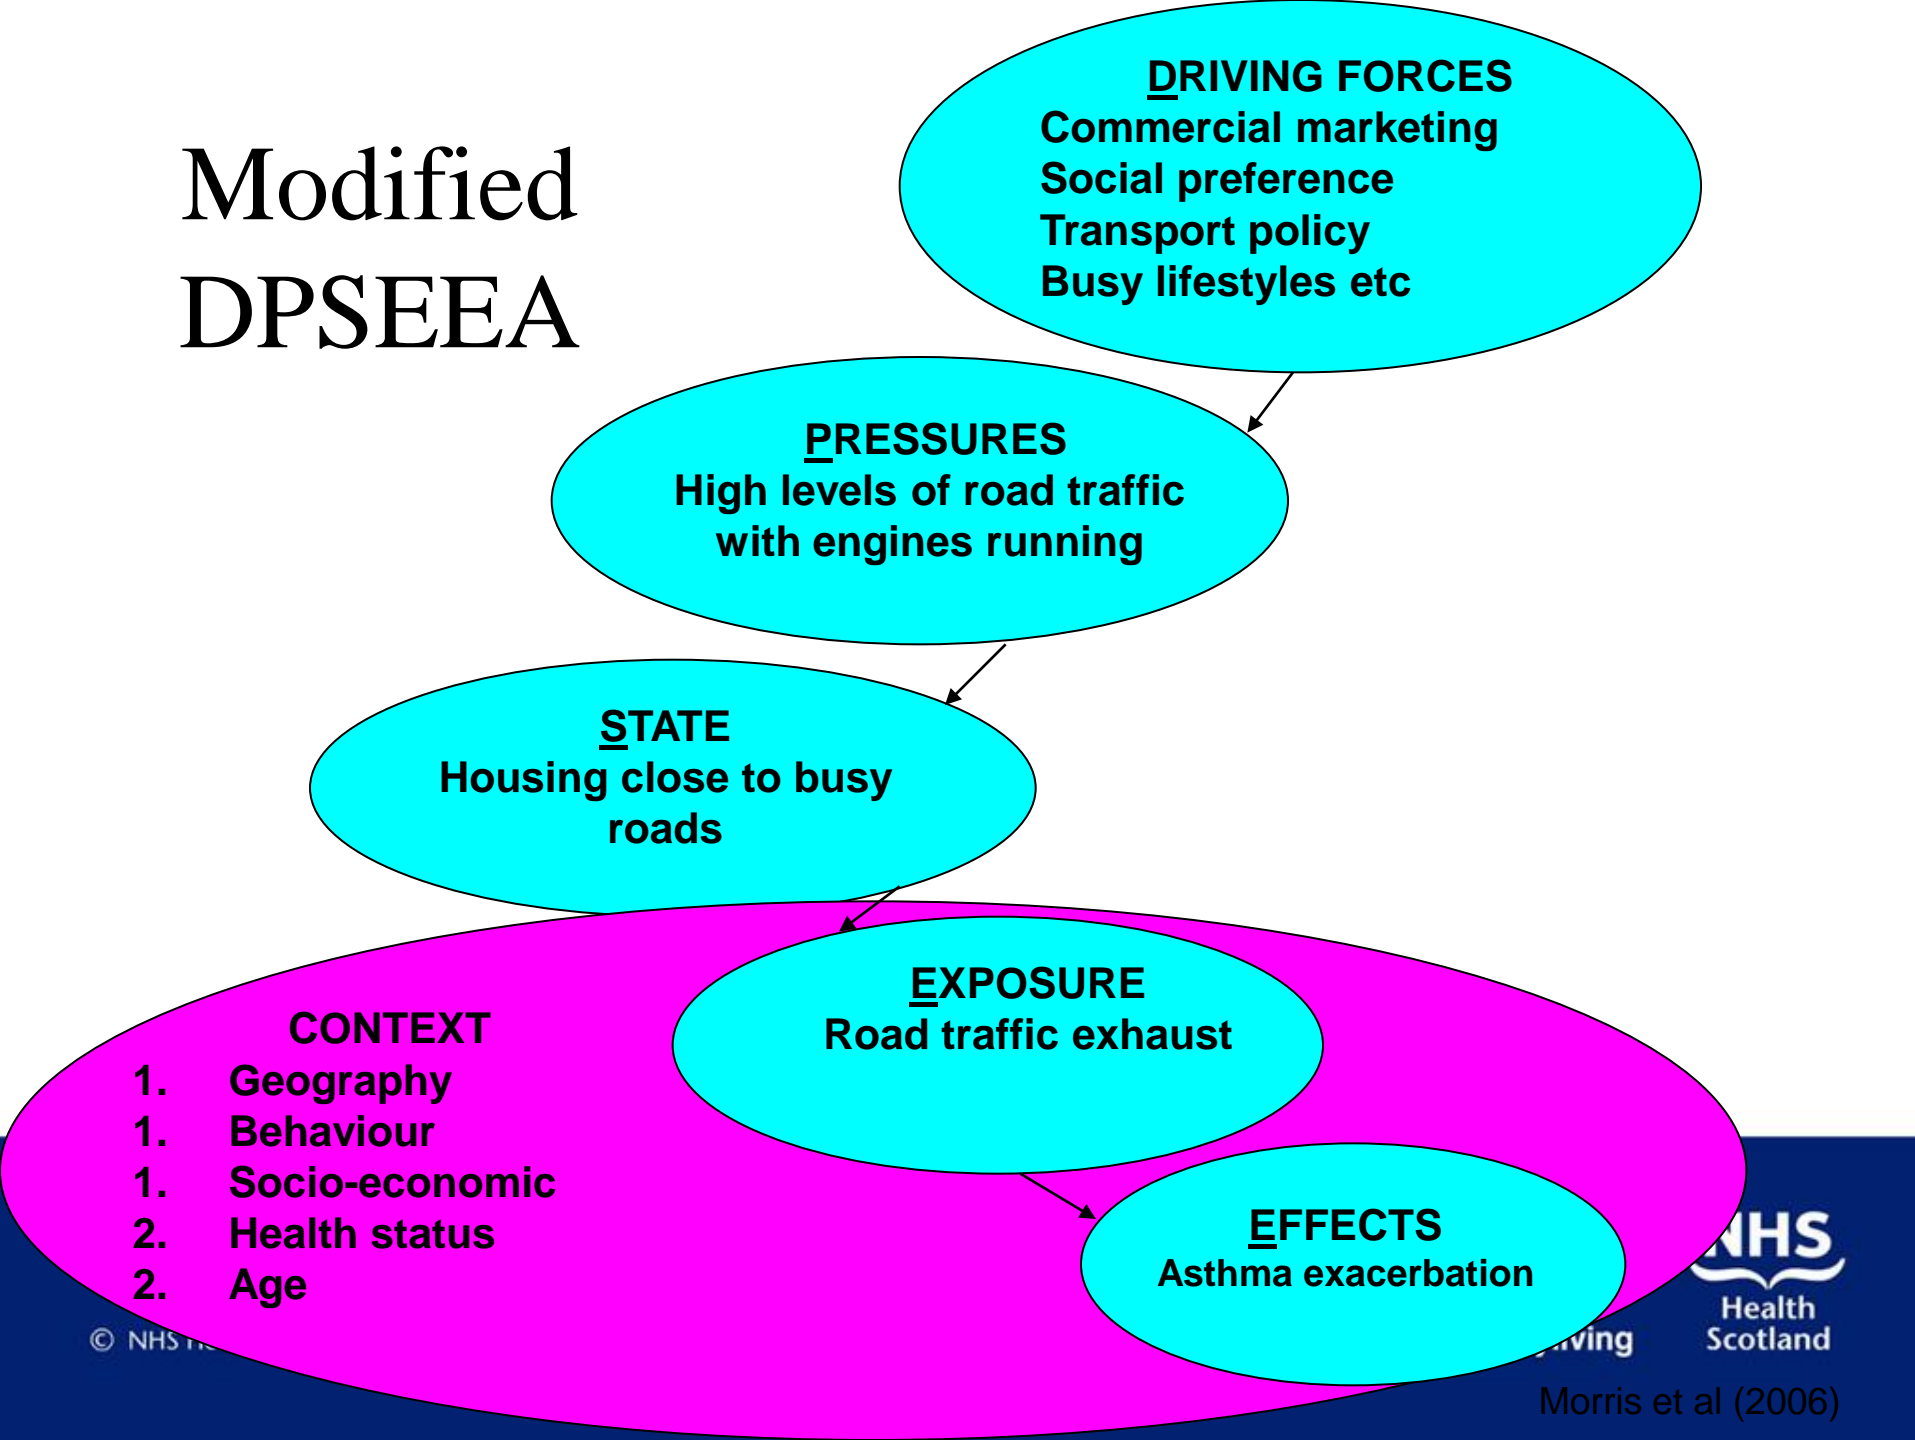 Modified
DPSEEA
DRIVING FORCES
Commercial marketing
Social preference
Transport policy
Busy lifestyles etc
PRESSURES
High levels of road traffic
with engines running
STATE
Housing close to busy
roads
EXPOSURE
Road traffic exhaust
CONTEXT
1. Geography
1. Behaviour
1. Socio-economic
2. Health status
2. Age
EFFECTS
Asthma exacerbation
NHS
Health
Scotland
© NHS
Morris et al (2006)